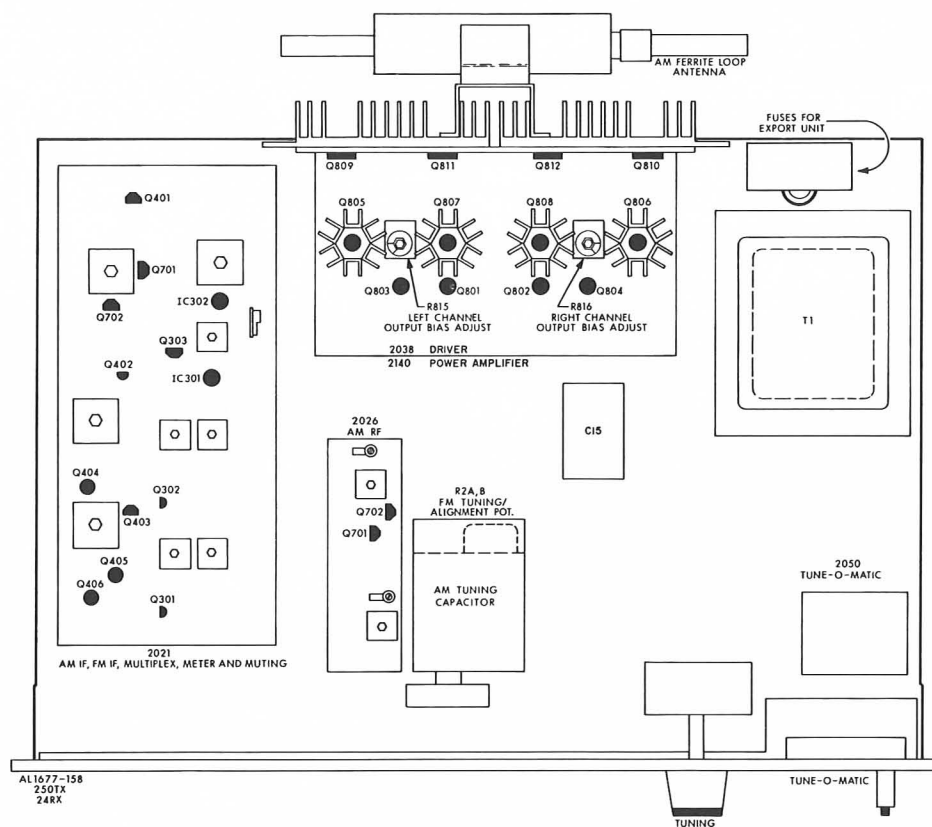 AM FERRITE LOOP
ANTENNA
FUSES FOR
EXPORT UNIT
Q809
Q811
Q812
Q810
Q401
Q805
Q807
Q808
Q806
Q701
IC302
Q702
Q803
Q801
Q802
Q804
R815
LEFT CHANNEL
OUTPUT BIAS ADJUST
R816
RIGHT CHANNEL
OUTPUT BIAS ADJUST
T1
Q303
2038 DRIVER
2140 POWER AMPLIFIER
Q402
IC301
2026
AM RF
C15
Q404
Q302
R2A,B
FM TUNING/
ALIGNMENT POT.
Q403
Q702
Q701
Q405
Q406
Q301
AM TUNING
CAPACITOR
2050
TUNE-O-MATIC
2021
AM IF, FM IF, MULTIPLEX, METER AND MUTING
AL1677-158
250TX
24RX
TUNE-O-MATIC
TUNING